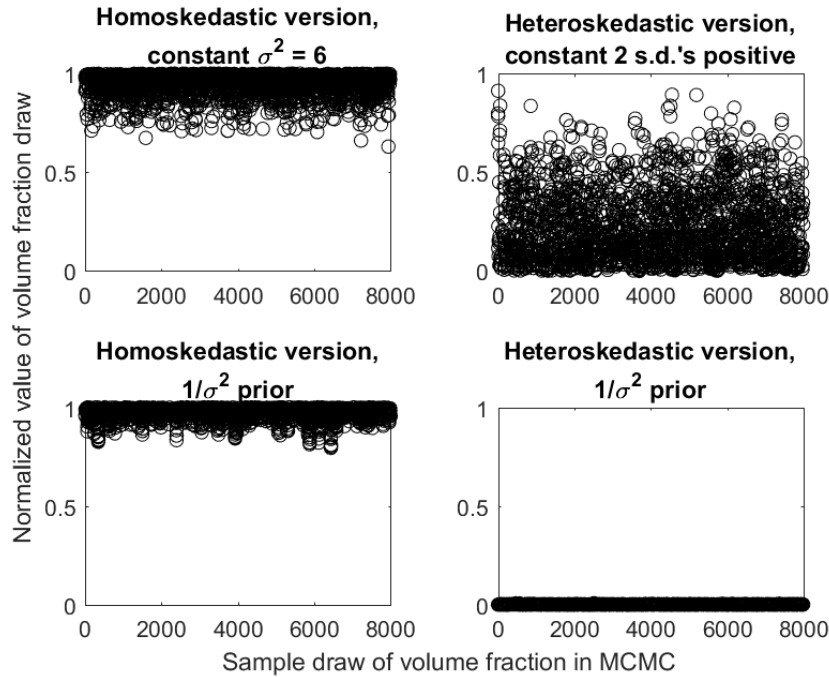 Homoskedastic version,
constant σ² = 6
Heteroskedastic version,
constant 2 s.d.'s positive
1
0.5
0
0 2000 4000 6000 8000
1
0.5
0
0 2000 4000 6000 8000
Homoskedastic version,
1/σ² prior
Heteroskedastic version,
1/σ² prior
1
0.5
0
0 2000 4000 6000 8000
1
0.5
0
0 2000 4000 6000 8000
Normalized value of volume fraction draw
Sample draw of volume fraction in MCMC